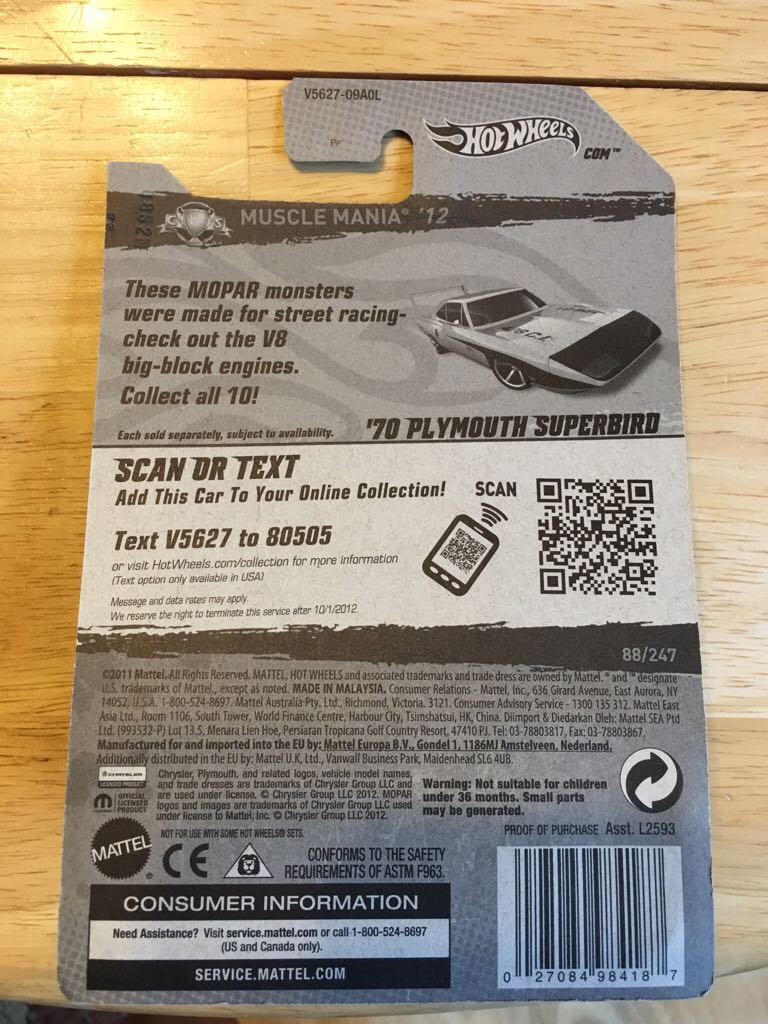 V5627-09A0L
Pp
HOT WHEELS
COM™
MUSCLE MANIA® '12
These MOPAR monsters
were made for street racing-
check out the V8
big-block engines.
Collect all 10!
Each sold separately, subject to availability.
'70 PLYMOUTH SUPERBIRD
SCAN OR TEXT
Add This Car To Your Online Collection!
SCAN
Text V5627 to 80505
or visit HotWheels.com/collection for more information
(Text option only available in USA)
Message and data rates may apply.
We reserve the right to terminate this service after 10/1/2012.
88/247
©2011 Mattel. All Rights Reserved. MATTEL, HOT WHEELS and associated trademarks and trade dress are owned by Mattel.® and ™ designate
U.S. trademarks of Mattel., except as noted. MADE IN MALAYSIA. Consumer Relations - Mattel, Inc., 636 Girard Avenue, East Aurora, NY
14052, U.S.A. 1-800-524-8697. Mattel Australia Pty. Ltd., Richmond, Victoria. 3121. Consumer Advisory Service - 1300 135 312. Mattel East
Asia Ltd., Room 1106, South Tower, World Finance Centre, Harbour City, Tsimshatsui, HK, China. Diimport & Diedarkan Oleh: Mattel SEA Ptd
Ltd. (993532-P) Lot 13.5, Menara Lien Hoe, Persiaran Tropicana Golf Country Resort, 47410 PJ. Tel: 03-78803817, Fax: 03-78803867.
Manufactured for and imported into the EU by: Mattel Europa B.V., Gondel 1, 1186MJ Amstelveen, Nederland.
Additionally distributed in the EU by: Mattel U.K. Ltd., Vanwall Business Park, Maidenhead SL6 4UB.
CHRYSLER
LICENSED PRODUCT
OFFICIAL
LICENSED
PRODUCT
Chrysler, Plymouth, and related logos, vehicle model names,
and trade dresses are trademarks of Chrysler Group LLC and
are used under license. © Chrysler Group LLC 2012. MOPAR
logos and images are trademarks of Chrysler Group LLC used
under license to Mattel, Inc. © Chrysler Group LLC 2012.
Warning: Not suitable for children
under 36 months. Small parts
may be generated.
NOT FOR USE WITH SOME HOT WHEELS® SETS.
PROOF OF PURCHASE Asst. L2593
MATTEL®
CE
CONFORMS TO THE SAFETY
REQUIREMENTS OF ASTM F963.
CONSUMER INFORMATION
Need Assistance? Visit service.mattel.com or call 1-800-524-8697
(US and Canada only).
SERVICE.MATTEL.COM
0 27084 98418 7